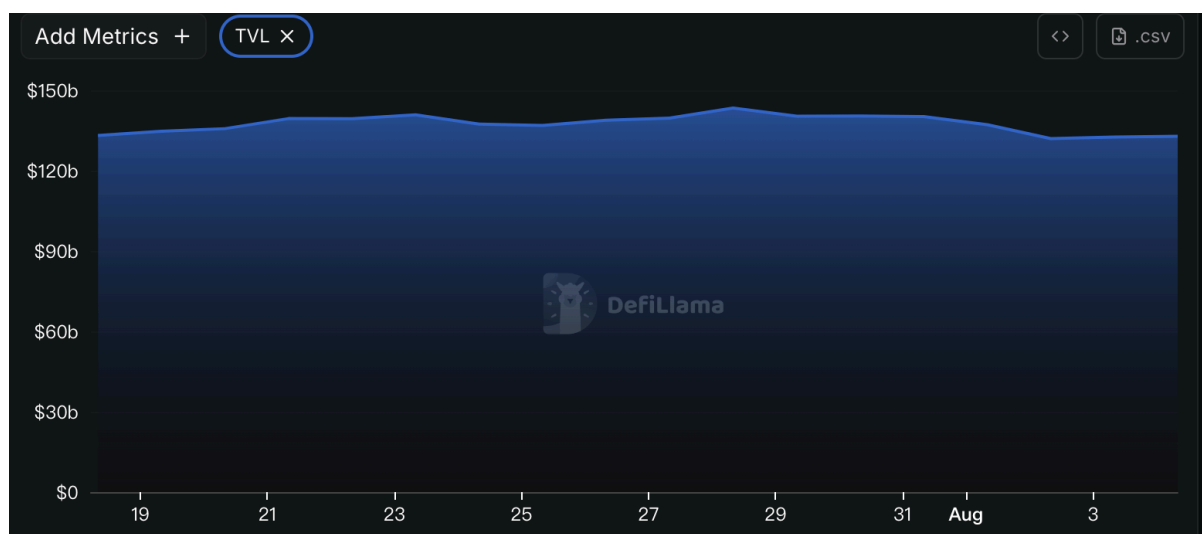 Add Metrics +
TVL ×
<>
.csv
$150b
$120b
$90b
$60b
$30b
$0
DefiLlama
19 21 23 25 27 29 31 Aug 3